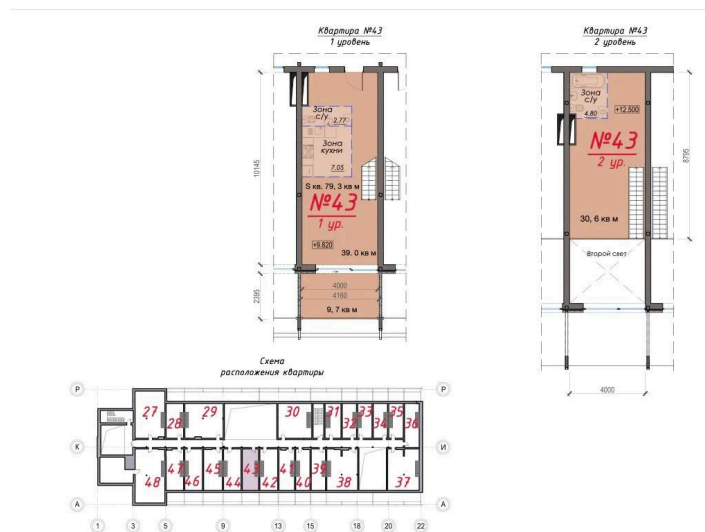 Квартира №43
1 уровень
Зона
с/у
2.77
Зона
кухни
7.03
S кв. 79, 3 кв м
№43
1 ур.
+9.820
39. 0 кв м
4000
4160
9, 7 кв м
10145
2395
Квартира №43
2 уровень
Зона
с/у
4.80
+12.500
№43
2 ур.
30, 6 кв м
Второй свет
8795
4000
Схема
расположения квартиры
Р Р
27 28 29 30 31 32 33 34 35 36
К И
48 47 46 45 44 43 42 41 40 39 38 37
А А
1 3 5 9 13 15 18 20 22